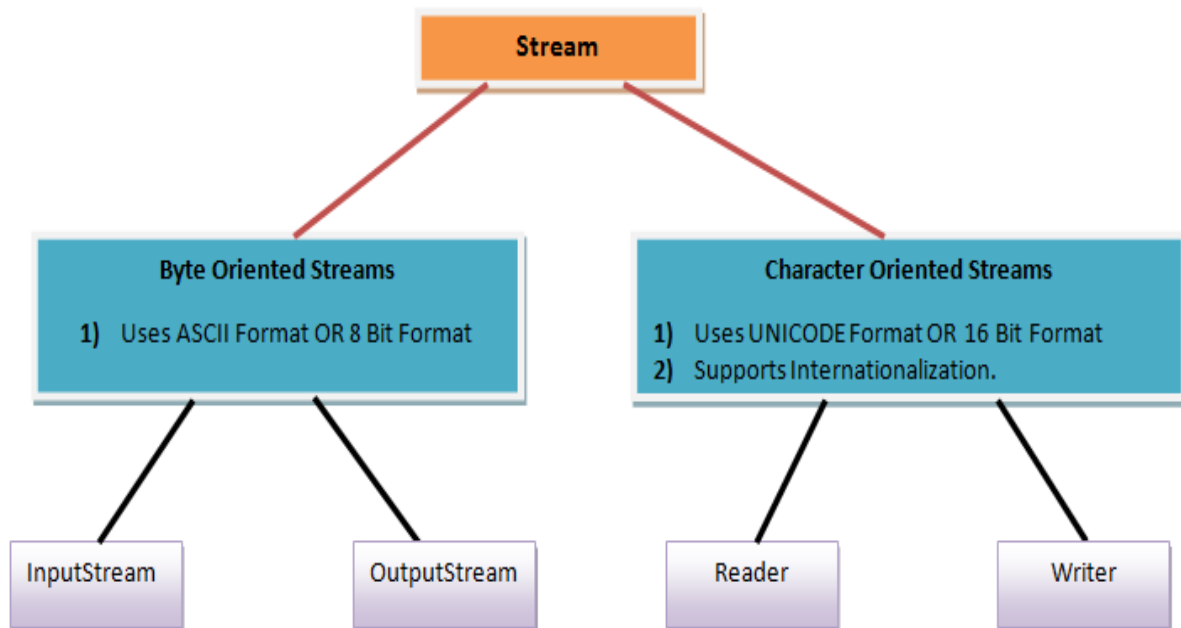 Stream
Byte Oriented Streams
1) Uses ASCII Format OR 8 Bit Format
Character Oriented Streams
1) Uses UNICODE Format OR 16 Bit Format
2) Supports Internationalization.
InputStream
OutputStream
Reader
Writer